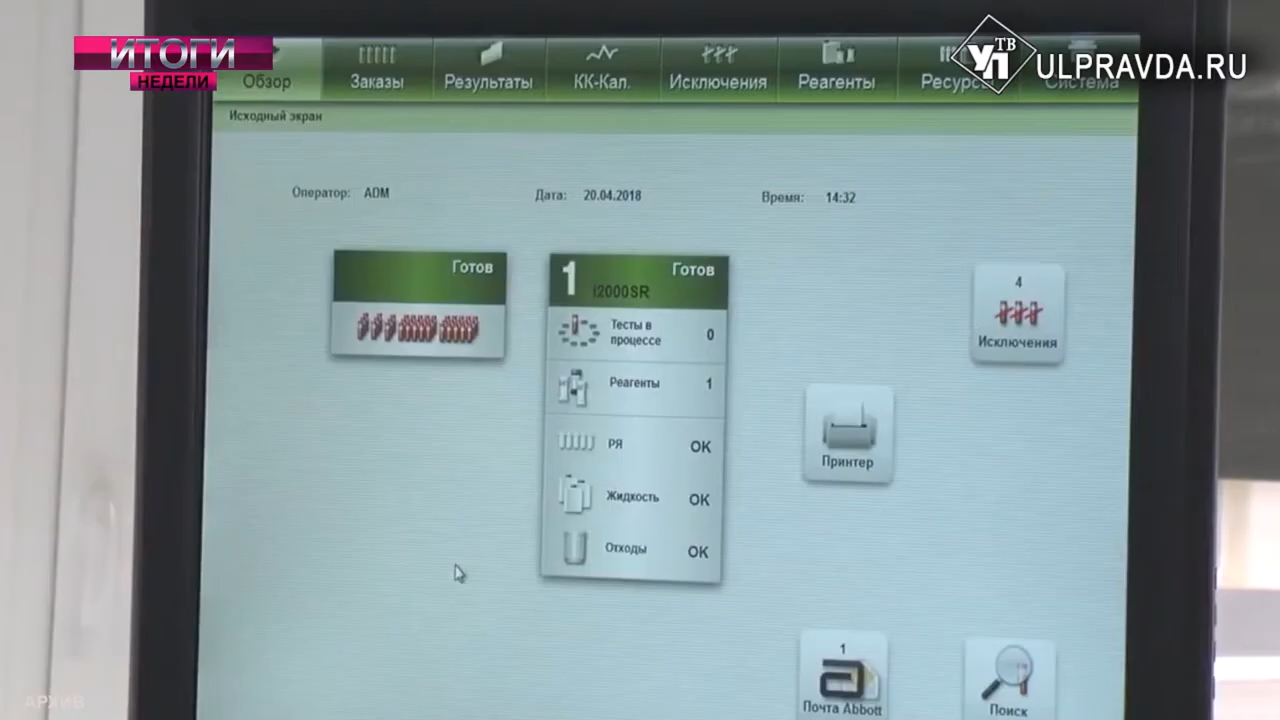 ИТОГИ
НЕДЕЛИ
УП ТВ
ULPRAVDA.RU
Обзор
Заказы
Результаты
КК-Кал.
Исключения
Реагенты
Система
Исходный экран
Оператор: ADM
Дата: 20.04.2018
Время: 14:32
Готов
1
Готов
i2000SR
Тесты в процессе 0
Реагенты 1
РЯ OK
Жидкость OK
Отходы OK
4
Исключения
Принтер
1
Почта Abbott
Поиск
АРХИВ